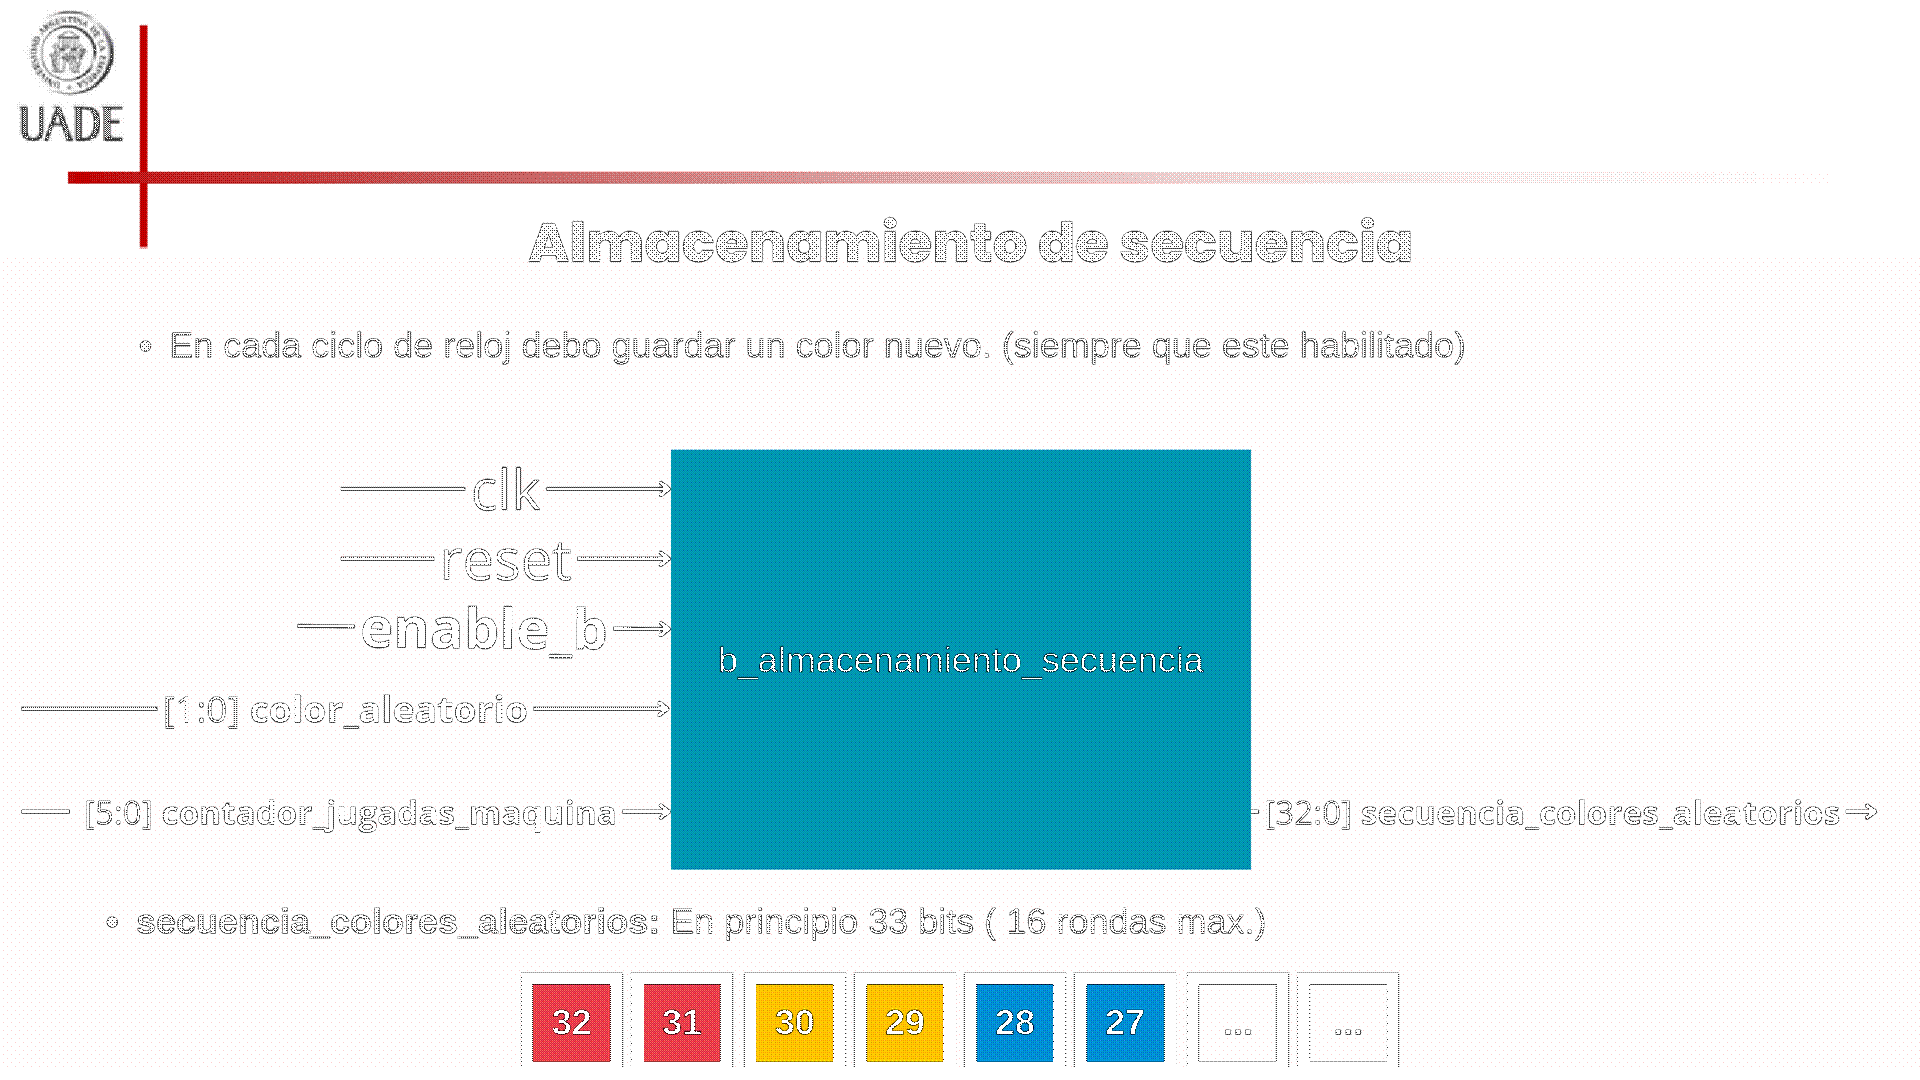 UADE
Almacenamiento de secuencia
• En cada ciclo de reloj debo guardar un color nuevo. (siempre que este habilitado)
clk
reset
enable_b
b_almacenamiento_secuencia
[1:0] color_aleatorio
[5:0] contador_jugadas_maquina
[32:0] secuencia_colores_aleatorios
• secuencia_colores_aleatorios: En principio 33 bits ( 16 rondas max.)
32 31 30 29 28 27 ... ...